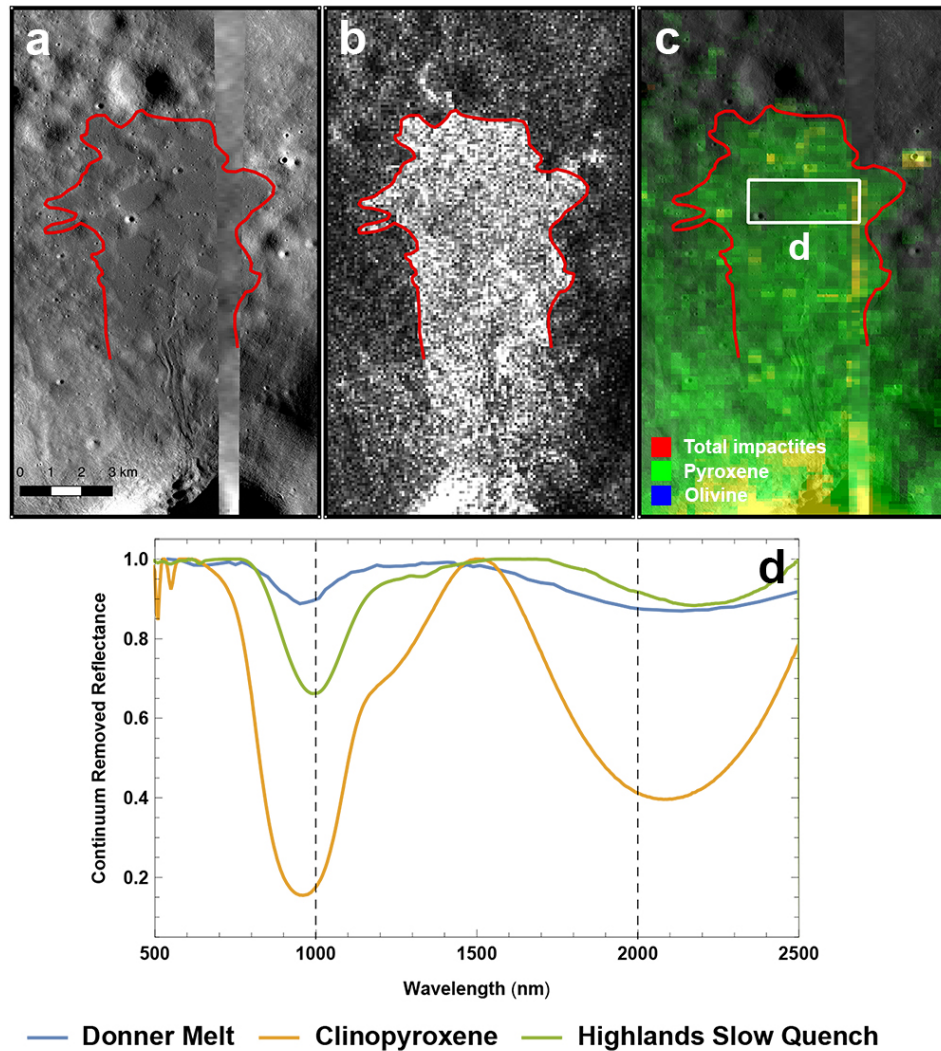 a
b
c
d
0 1 2 3 km
Total impactites
Pyroxene
Olivine
d
1.0
0.8
0.6
0.4
0.2
Continuum Removed Reflectance
500 1000 1500 2000 2500
Wavelength (nm)
Donner Melt Clinopyroxene Highlands Slow Quench